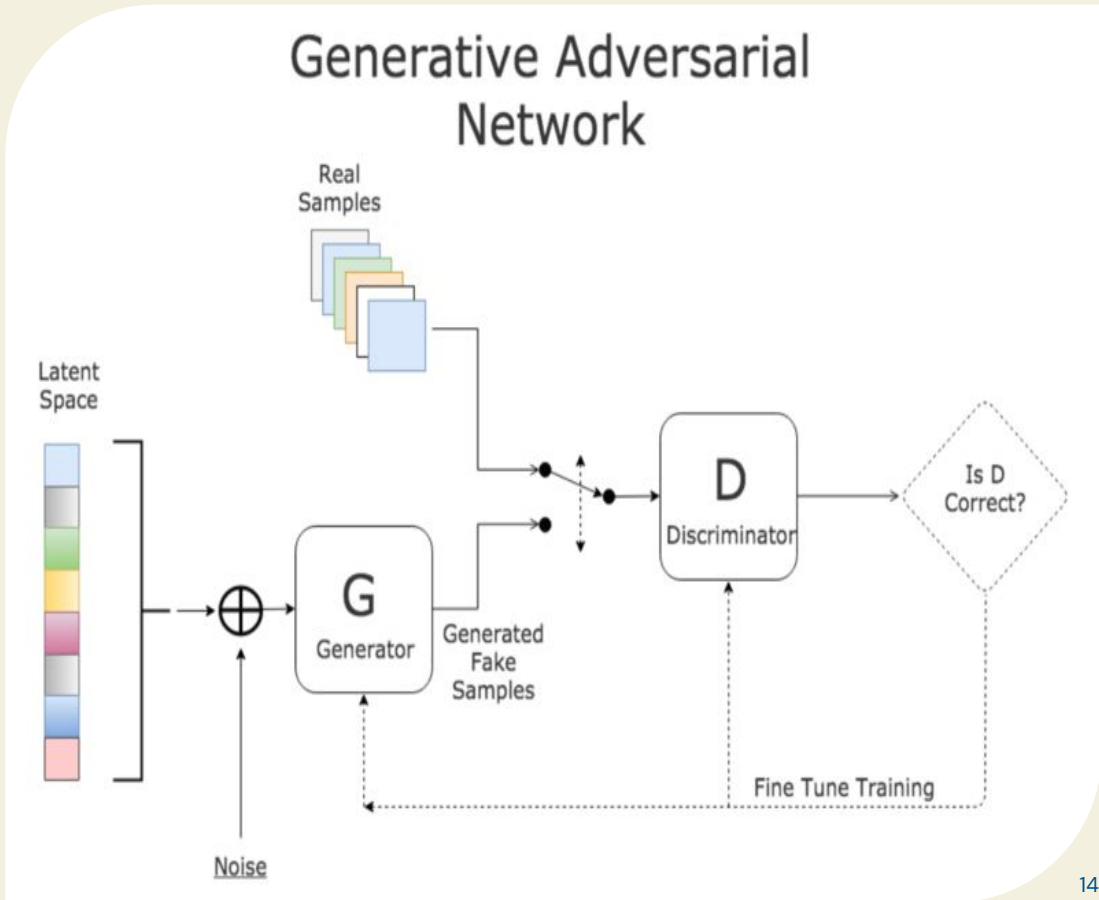 Generative Adversarial
Network
Real
Samples
Latent
Space
G
Generator
Generated
Fake
Samples
D
Discriminator
Is D
Correct?
Fine Tune Training
Noise
14